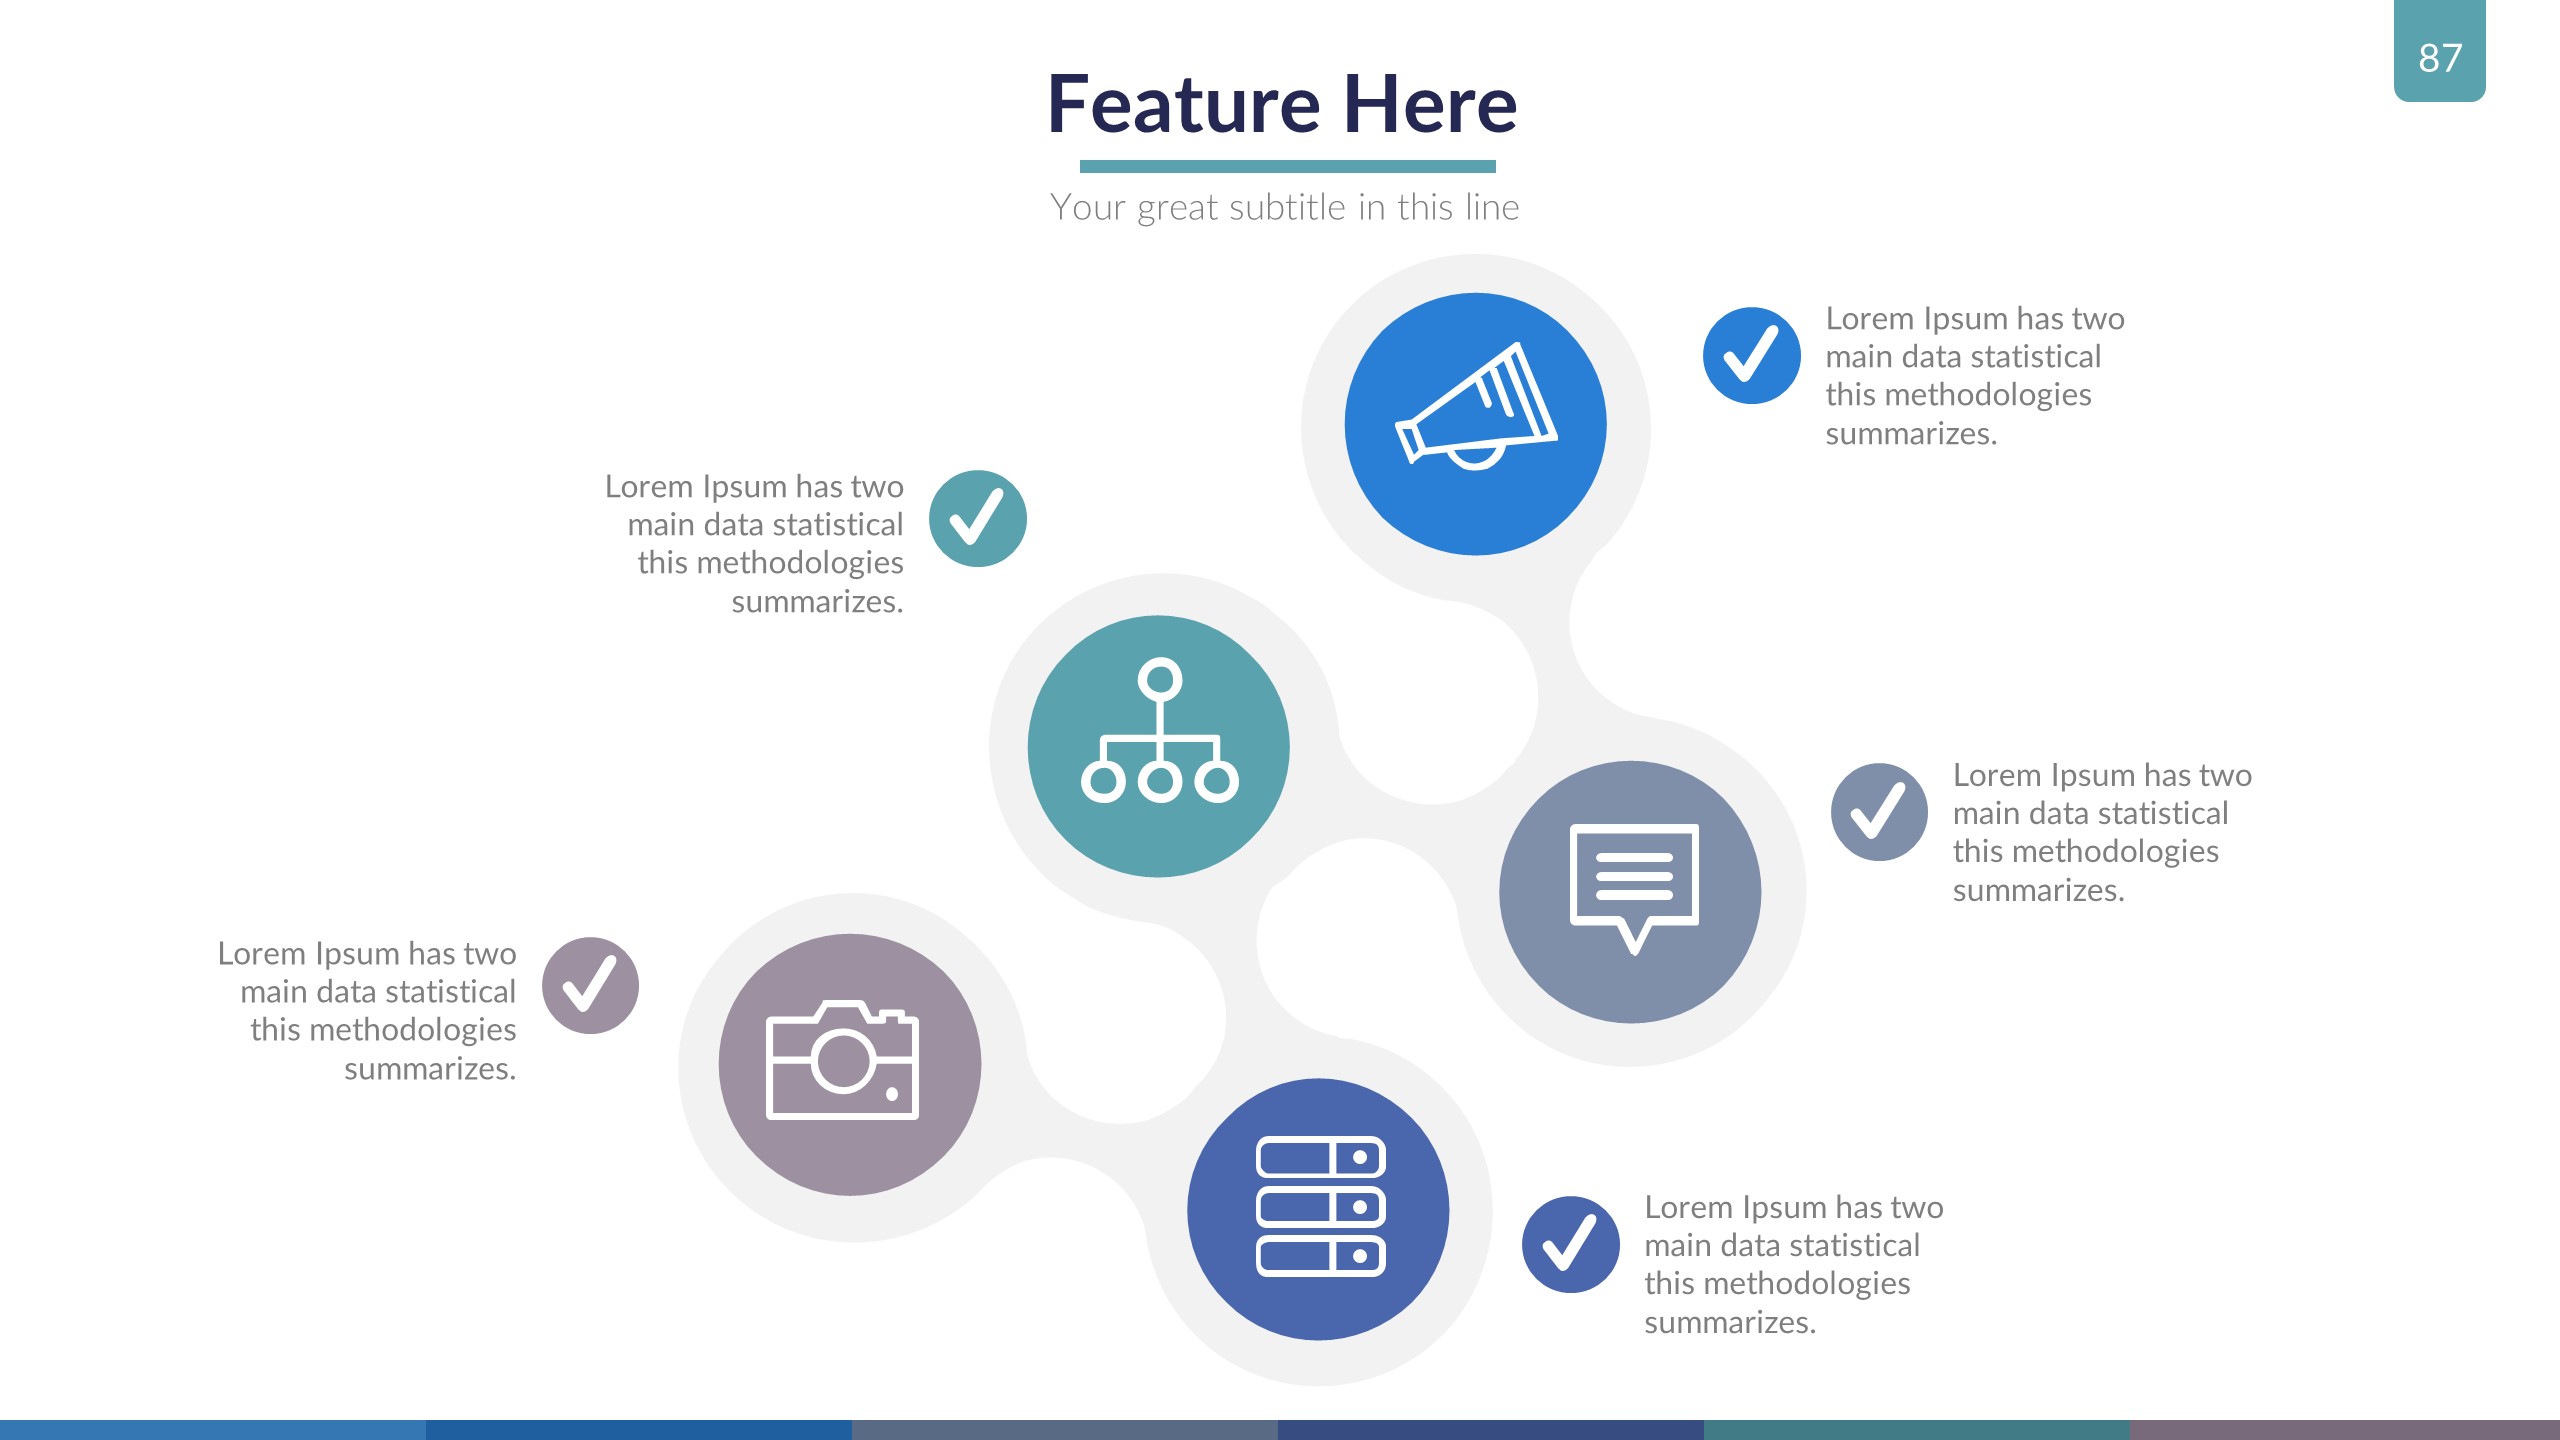 87
Feature Here
Your great subtitle in this line
Lorem Ipsum has two
main data statistical
this methodologies
summarizes.
Lorem Ipsum has two
main data statistical
this methodologies
summarizes.
Lorem Ipsum has two
main data statistical
this methodologies
summarizes.
Lorem Ipsum has two
main data statistical
this methodologies
summarizes.
Lorem Ipsum has two
main data statistical
this methodologies
summarizes.